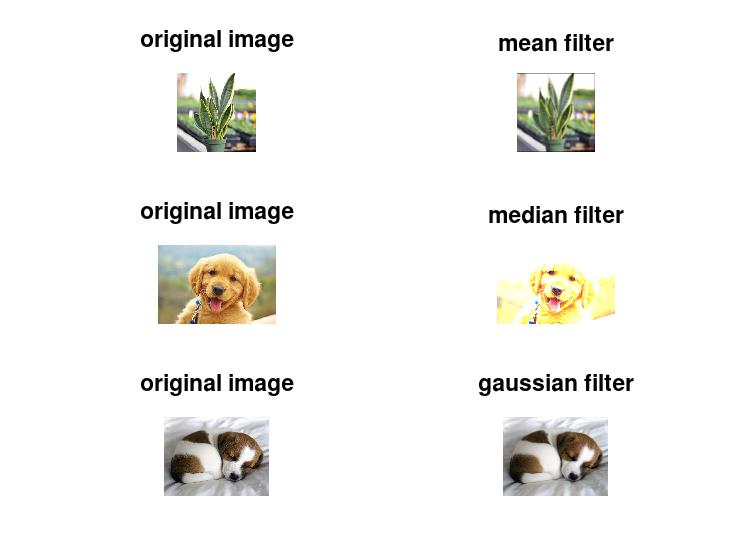 original image
mean filter
original image
median filter
original image
gaussian filter